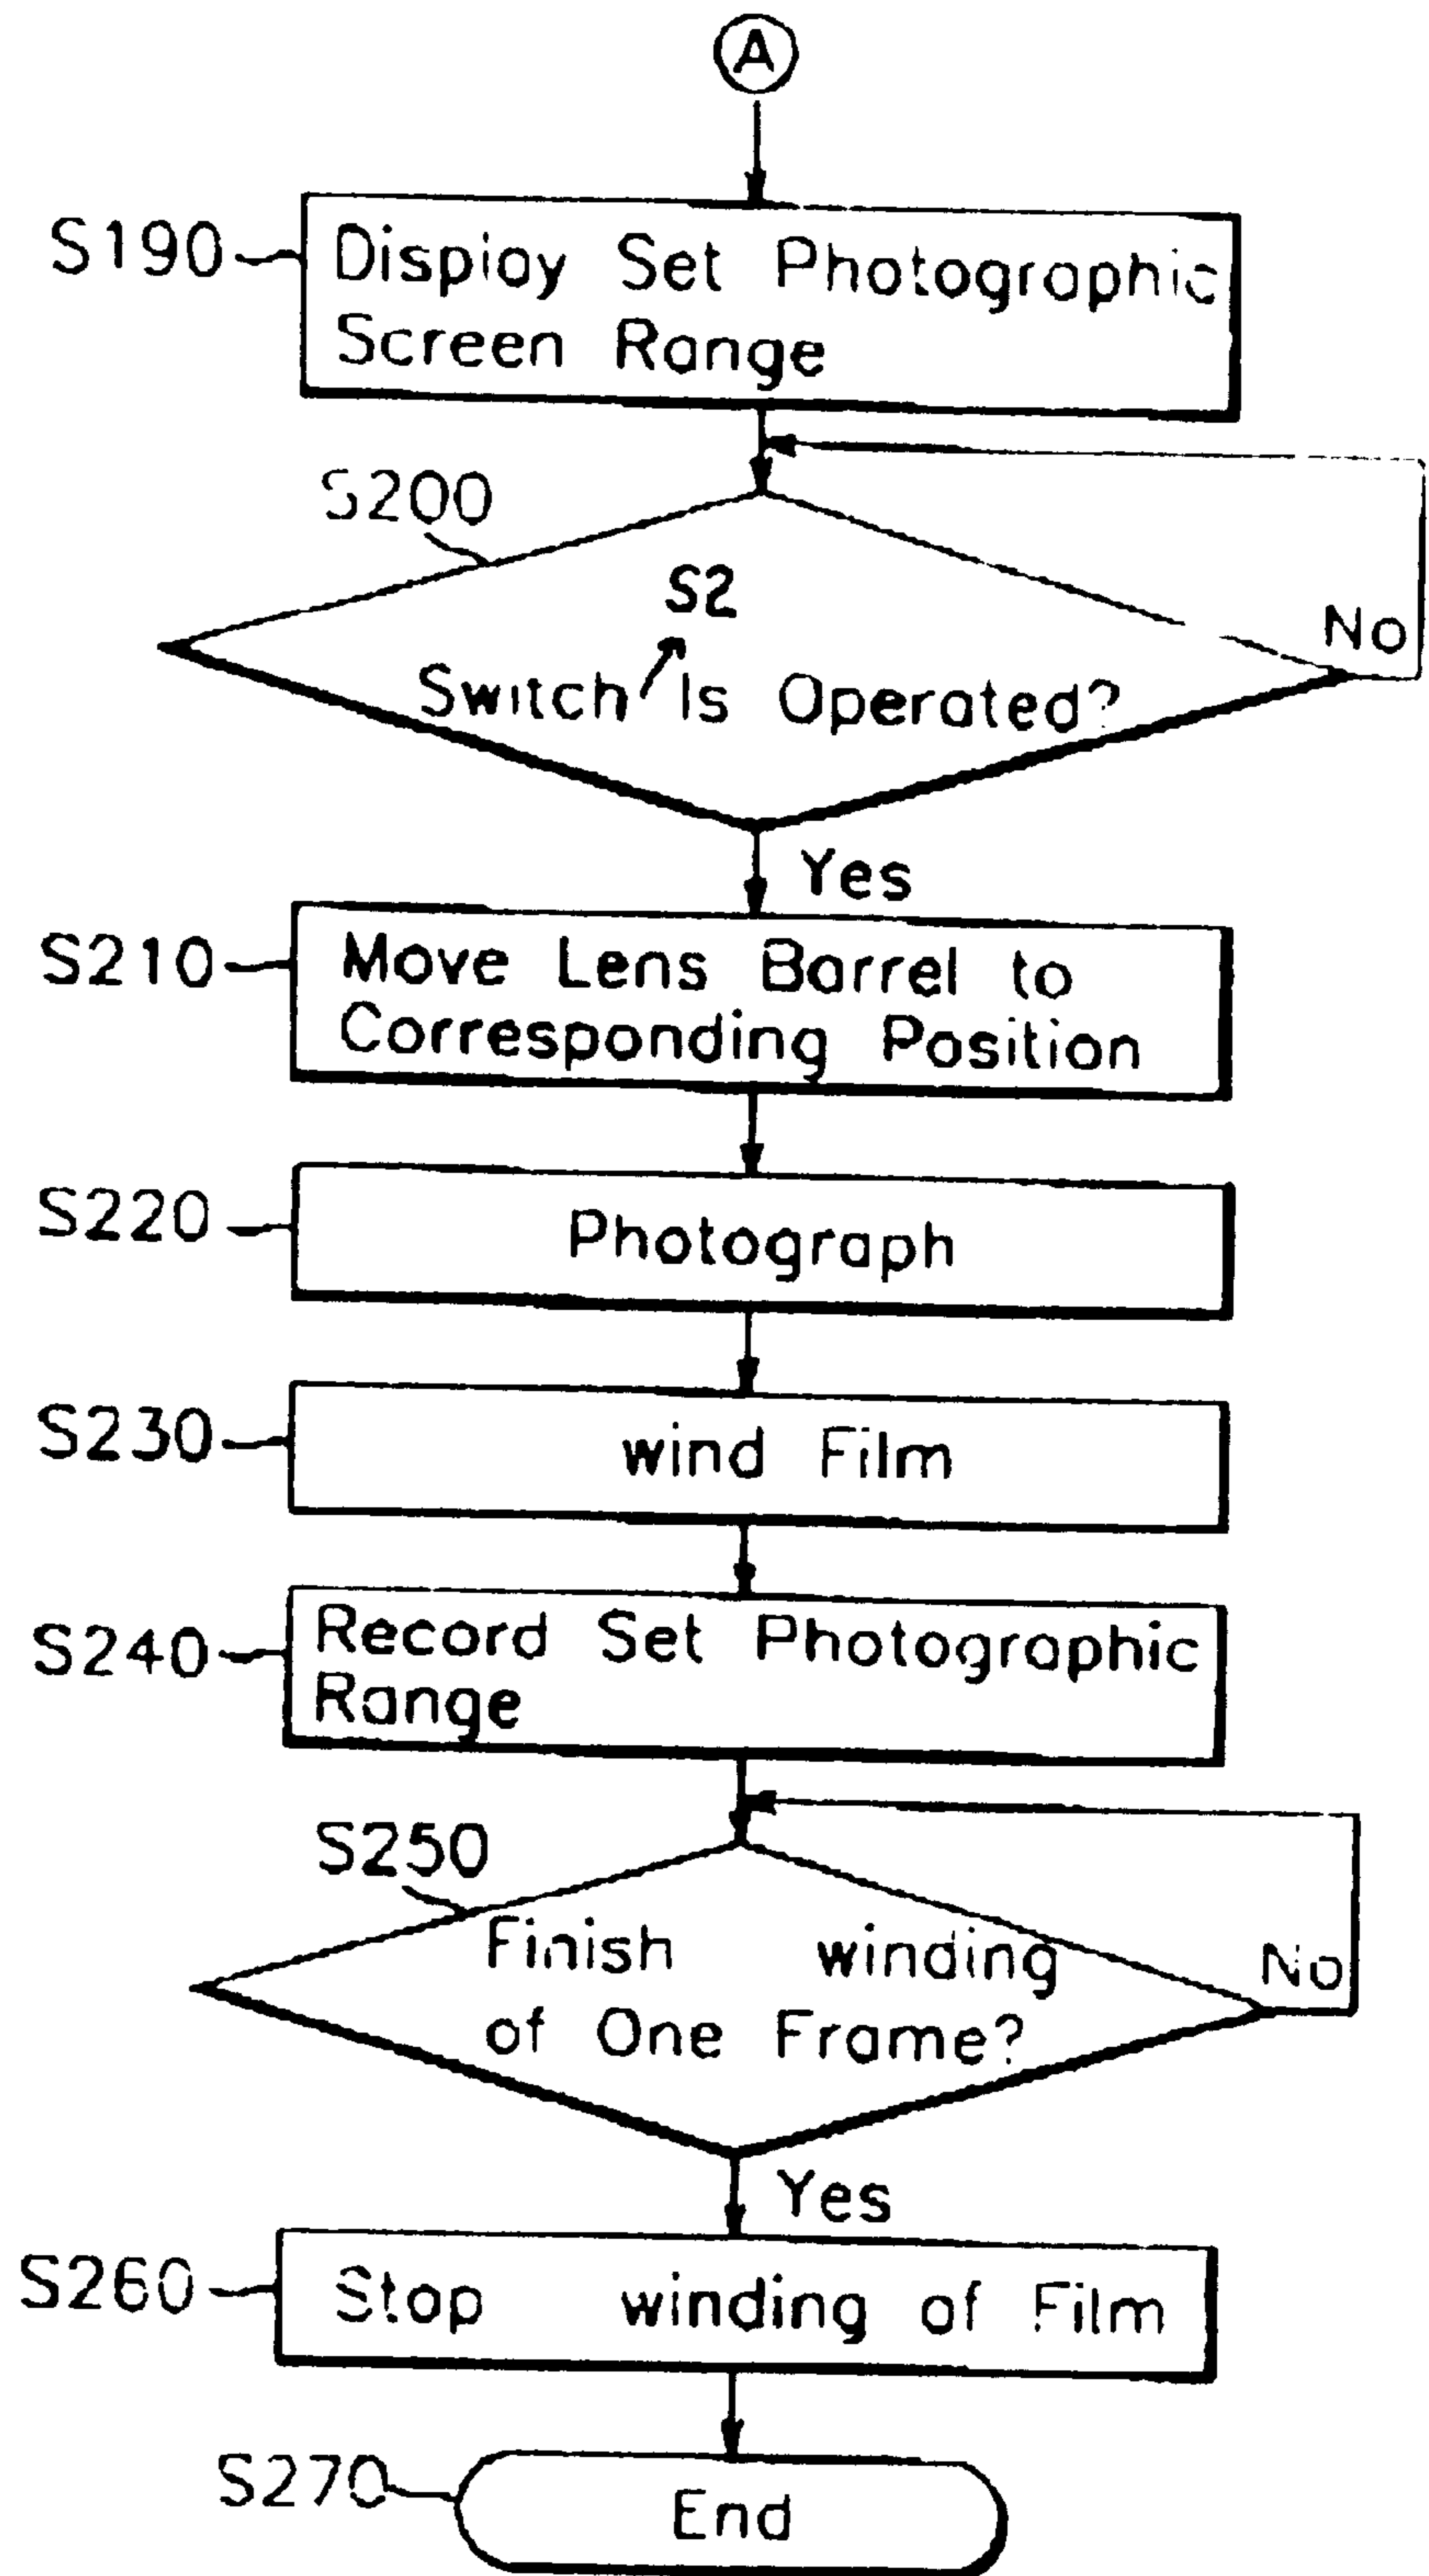 A
S190
Display Set Photographic
Screen Range
S200
S2
Switch Is Operated?
No
Yes
S210
Move Lens Barrel to
Corresponding Position
S220
Photograph
S230
wind Film
S240
Record Set Photographic
Range
S250
Finish winding
of One Frame?
No
Yes
S260
Stop winding of Film
S270
End